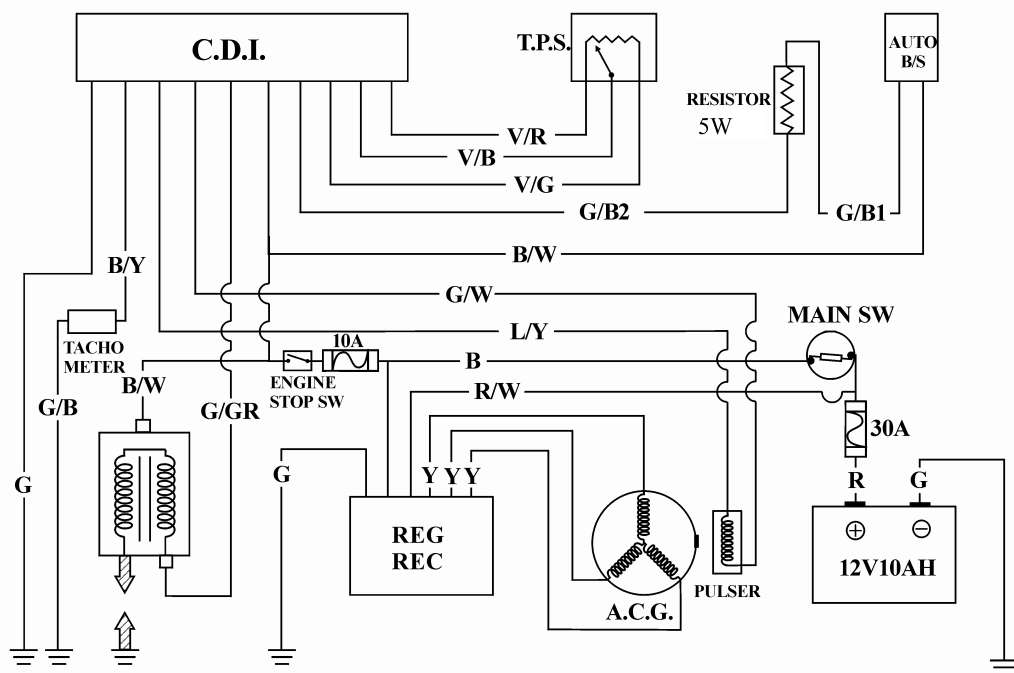 C.D.I.
T.P.S.
AUTO
B/S
RESISTOR
5W
V/R
V/B
V/G
G/B2
G/B1
B/W
B/Y
G/W
MAIN SW
L/Y
TACHO
METER
10A
B
ENGINE
STOP SW
B/W
R/W
G/B
G/GR
30A
G
G
Y
Y
Y
R
G
REG
REC
12V10AH
PULSER
A.C.G.